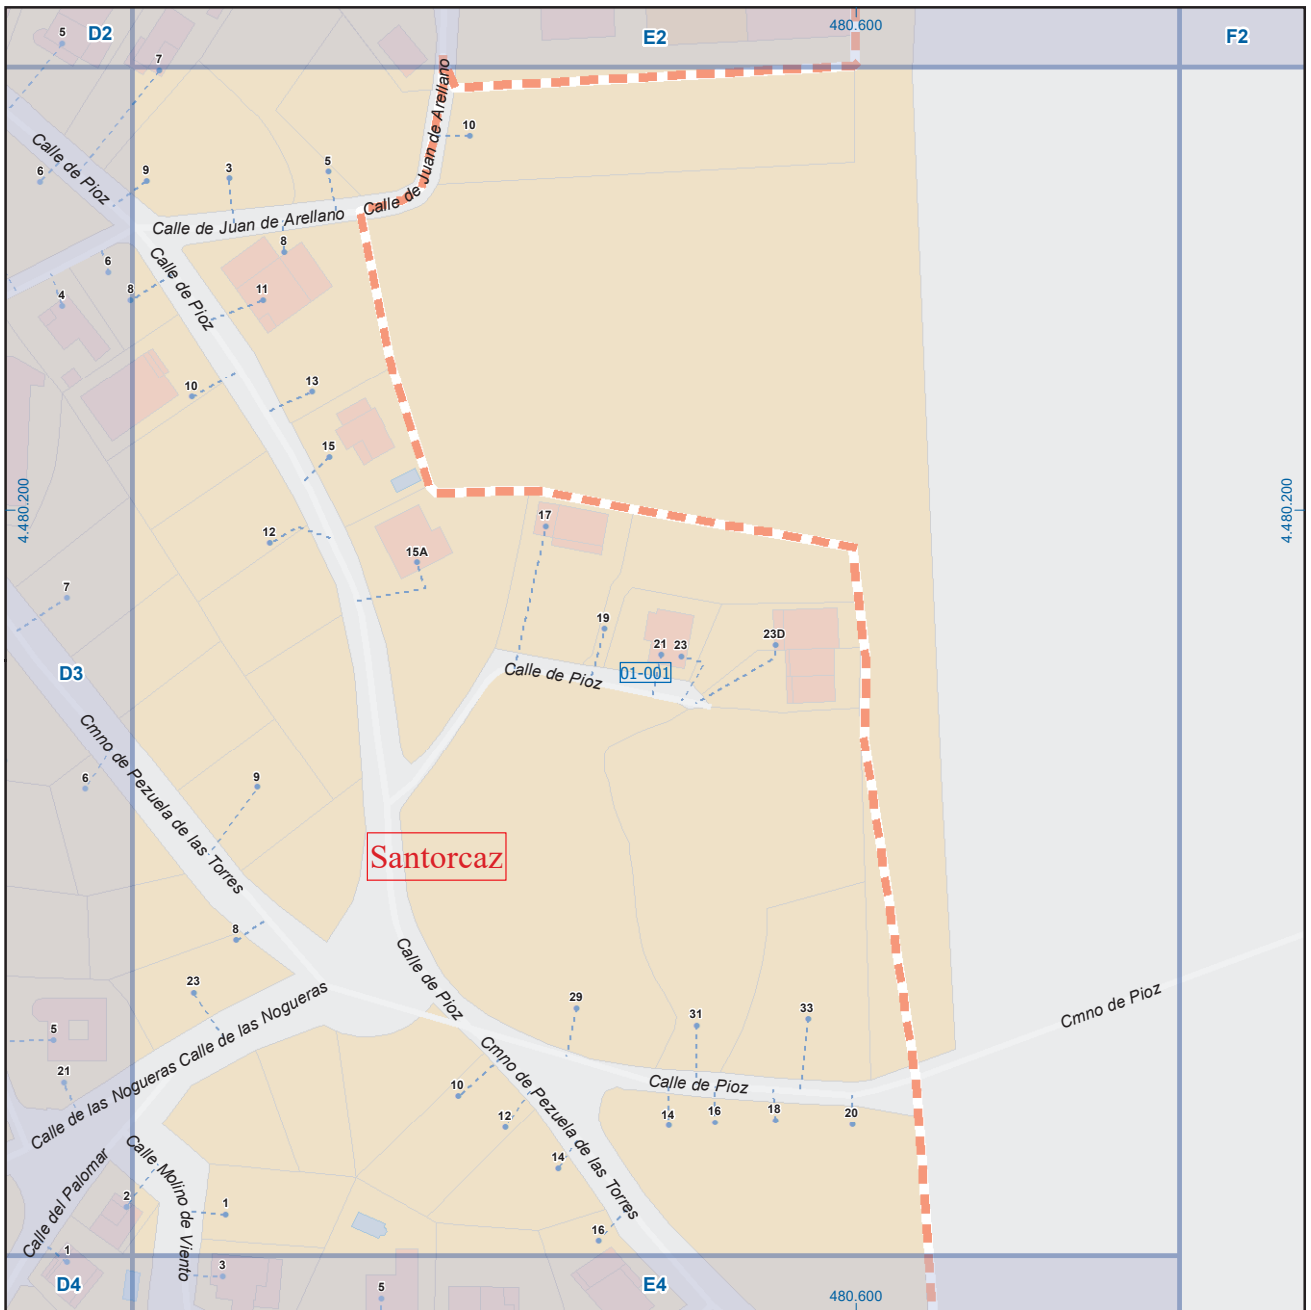 D2
E2
480.600
F2
5
7
Calle de Pioz
6
9
3
5
10
Calle de Juan de Arellano
Calle de Juan de Arellano
8
6
4
8
11
Calle de Pioz
10
13
15
4.480.200
4.480.200
12
17
15A
7
19
21
23
23D
Calle de Pioz
01-001
D3
Cmno de Pezuela de las Torres
6
9
Santorcaz
8
23
Calle de Pioz
Calle de las Nogueras
Calle de las Nogueras
5
21
29
31
33
Cmno de Pioz
Calle de Pioz
Cmno de Pezuela de las Torres
10
12
14
14
16
18
20
Calle Molino de Viento
Calle del Palomar
2
1
1
3
16
5
D4
E4
480.600